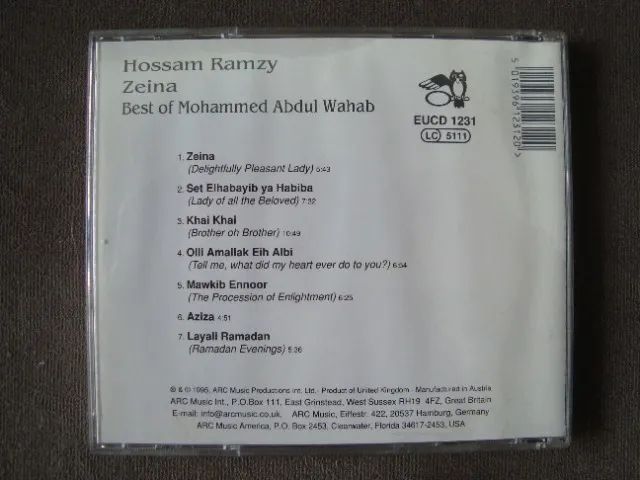 Hossam Ramzy
Zeina
Best of Mohammed Abdul Wahab
EUCD 1231
LC 5111
5 019396 123120 >
1. Zeina
(Delightfully Pleasant Lady) 5:43
2. Set Elhabayib ya Habiba
(Lady of all the Beloved) 7:32
3. Khai Khai
(Brother oh Brother) 10:49
4. Olli Amallak Eih Albi
(Tell me, what did my heart ever do to you?) 6:54
5. Mawkib Ennoor
(The Procession of Enlightment) 6:25
6. Aziza 4:51
7. Layali Ramadan
(Ramadan Evenings) 5:36
℗ & © 1995, ARC Music Productions Int. Ltd. - Product of United Kingdom - Manufactured in Austria
ARC Music Int., P.O.Box 111, East Grinstead, West Sussex RH19 4FZ, Great Britain
E-mail: info@arcmusic.co.uk, ARC Music, Eiffestr. 422, 20537 Hamburg, Germany
ARC Music America, P.O. Box 2453, Clearwater, Florida 34617-2453, USA